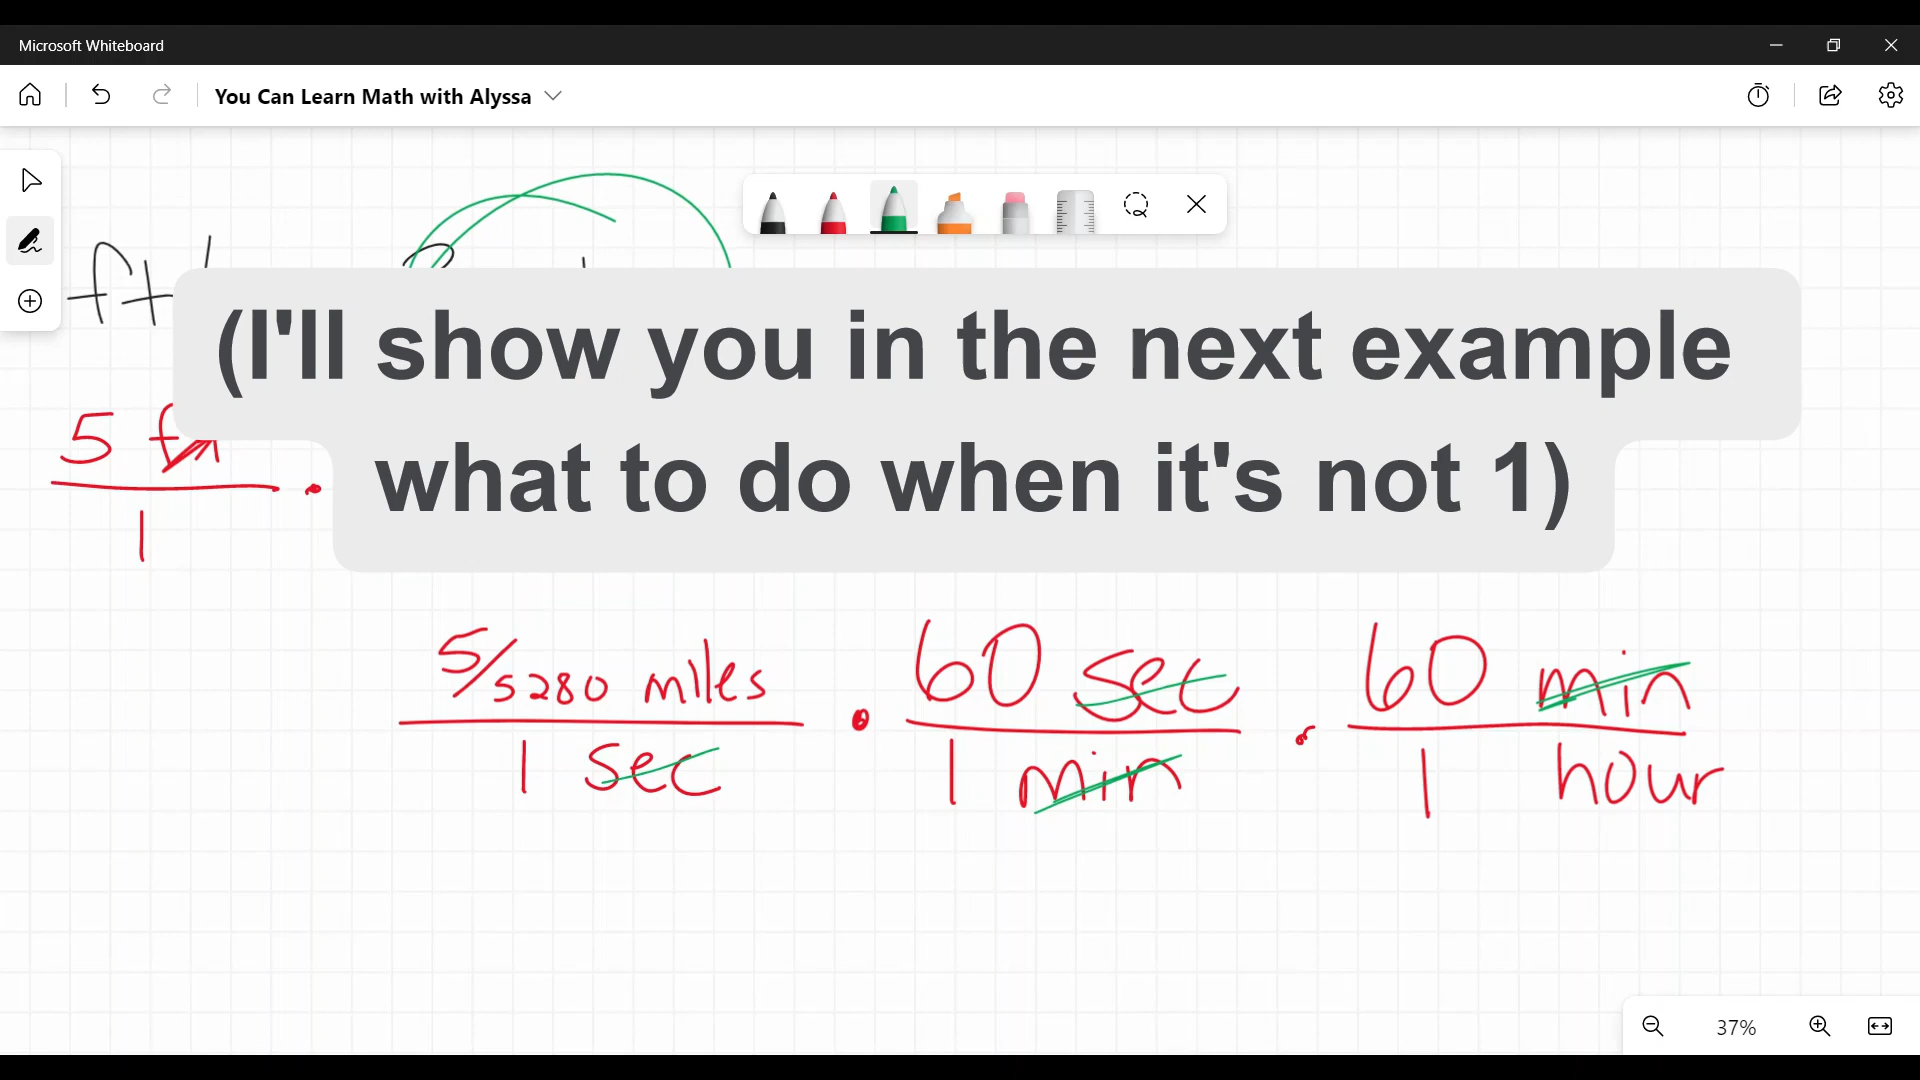 Microsoft Whiteboard
You Can Learn Math with Alyssa
(I'll show you in the next example
what to do when it's not 1)
5
1
5/5280 miles . 60 sec . 60 min
1 sec 1 min 1 hour
37%